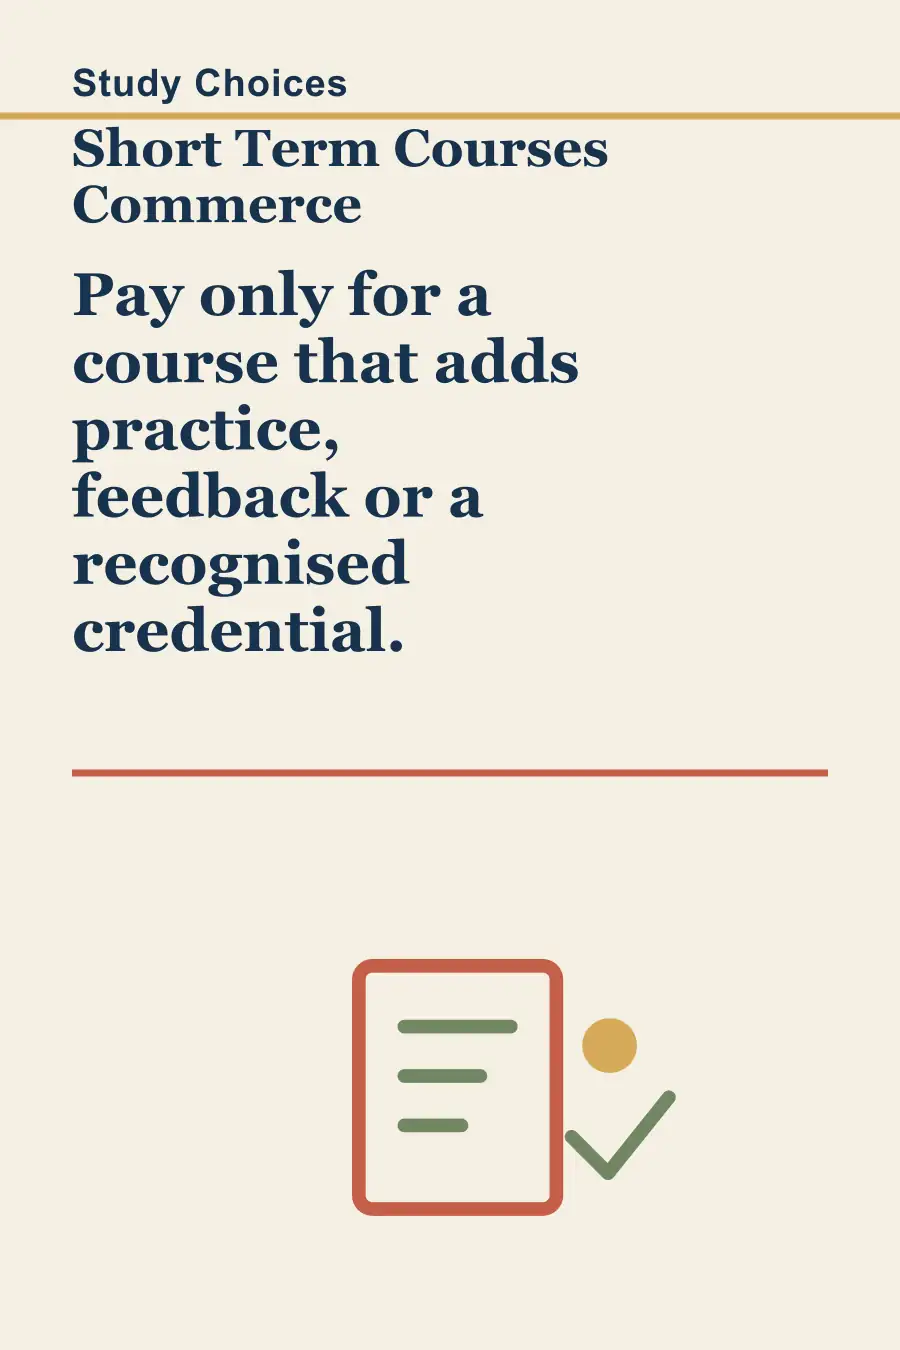 Study Choices
Short Term Courses
Commerce
Pay only for a
course that adds
practice,
feedback or a
recognised
credential.